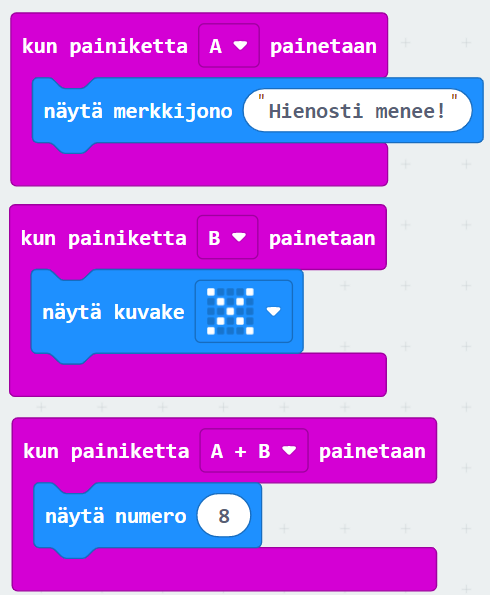 kun painiketta A painetaan
näytä merkkijono "Hienosti menee!"
kun painiketta B painetaan
näytä kuvake
kun painiketta A + B painetaan
näytä numero 8